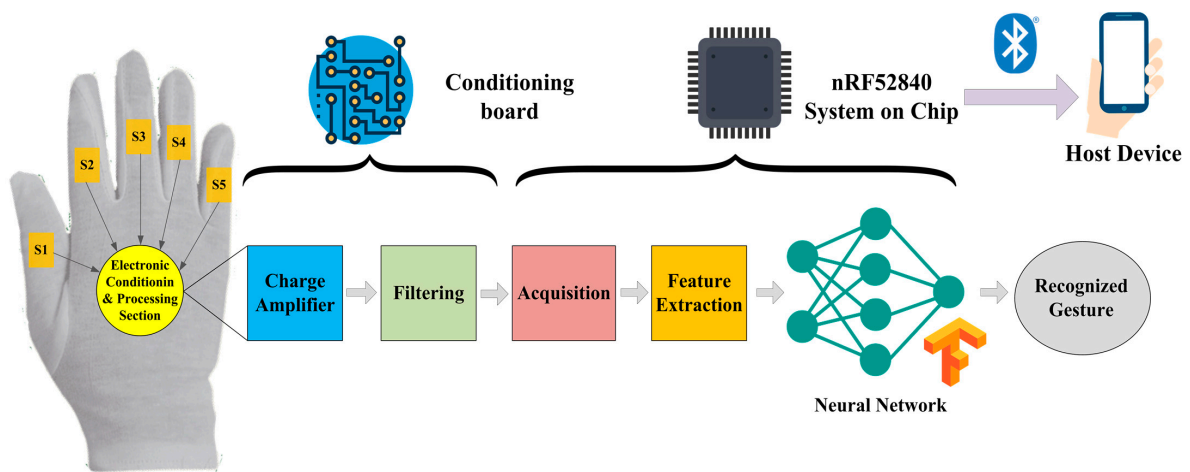 Conditioning
board
nRF52840
System on Chip
®
Host Device
S1
S2
S3
S4
S5
Electronic
Conditionin
& Processing
Section
Charge
Amplifier
Filtering
Acquisition
Feature
Extraction
Neural Network
Recognized
Gesture